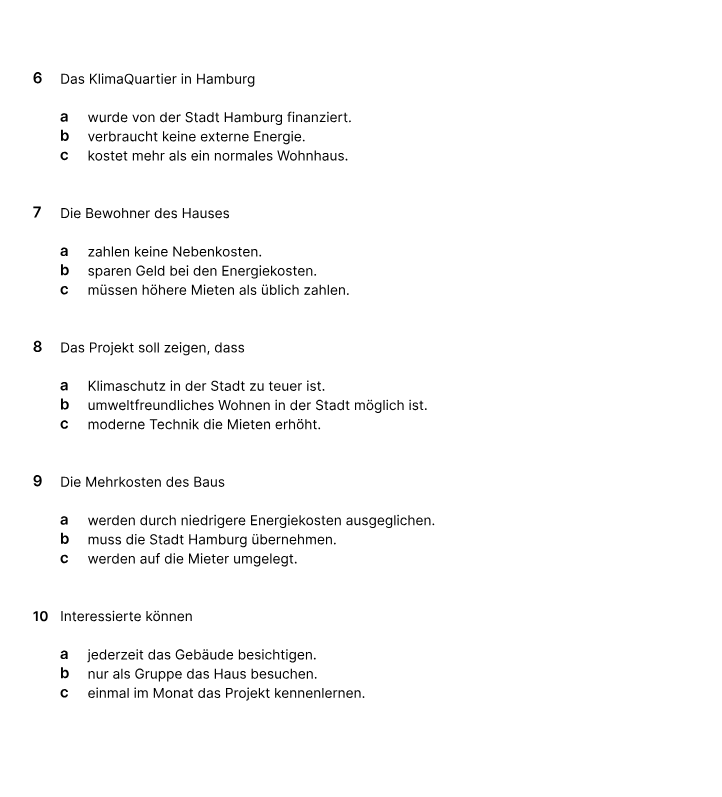 6 Das KlimaQuartier in Hamburg
a wurde von der Stadt Hamburg finanziert.
b verbraucht keine externe Energie.
c kostet mehr als ein normales Wohnhaus.
7 Die Bewohner des Hauses
a zahlen keine Nebenkosten.
b sparen Geld bei den Energiekosten.
c müssen höhere Mieten als üblich zahlen.
8 Das Projekt soll zeigen, dass
a Klimaschutz in der Stadt zu teuer ist.
b umweltfreundliches Wohnen in der Stadt möglich ist.
c moderne Technik die Mieten erhöht.
9 Die Mehrkosten des Baus
a werden durch niedrigere Energiekosten ausgeglichen.
b muss die Stadt Hamburg übernehmen.
c werden auf die Mieter umgelegt.
10 Interessierte können
a jederzeit das Gebäude besichtigen.
b nur als Gruppe das Haus besuchen.
c einmal im Monat das Projekt kennenlernen.